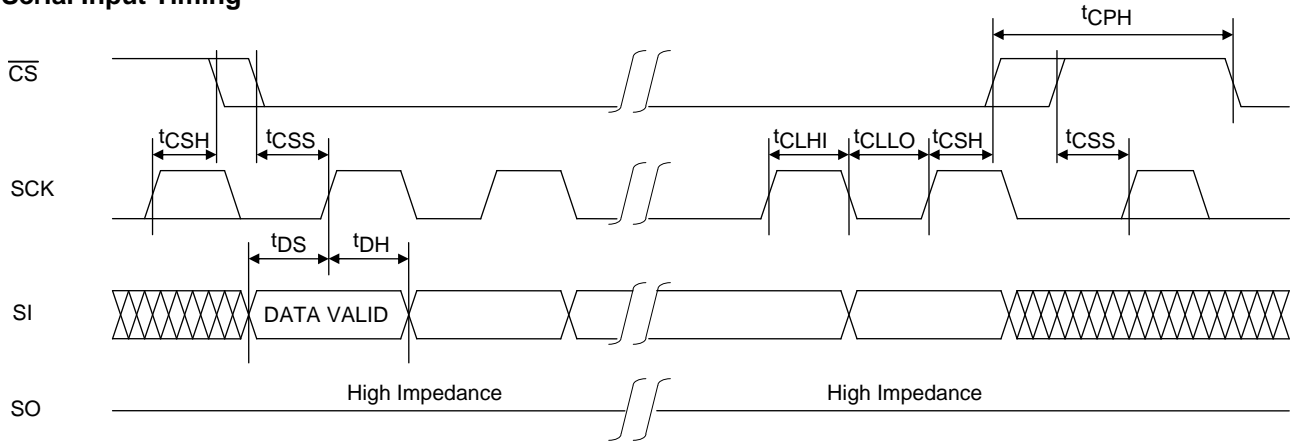 Serial Input Timing
tCPH
CS
tCSH
tCSS
tCLHI
tCLLO
tCSH
tCSS
SCK
tDS
tDH
SI
DATA VALID
SO
High Impedance
High Impedance